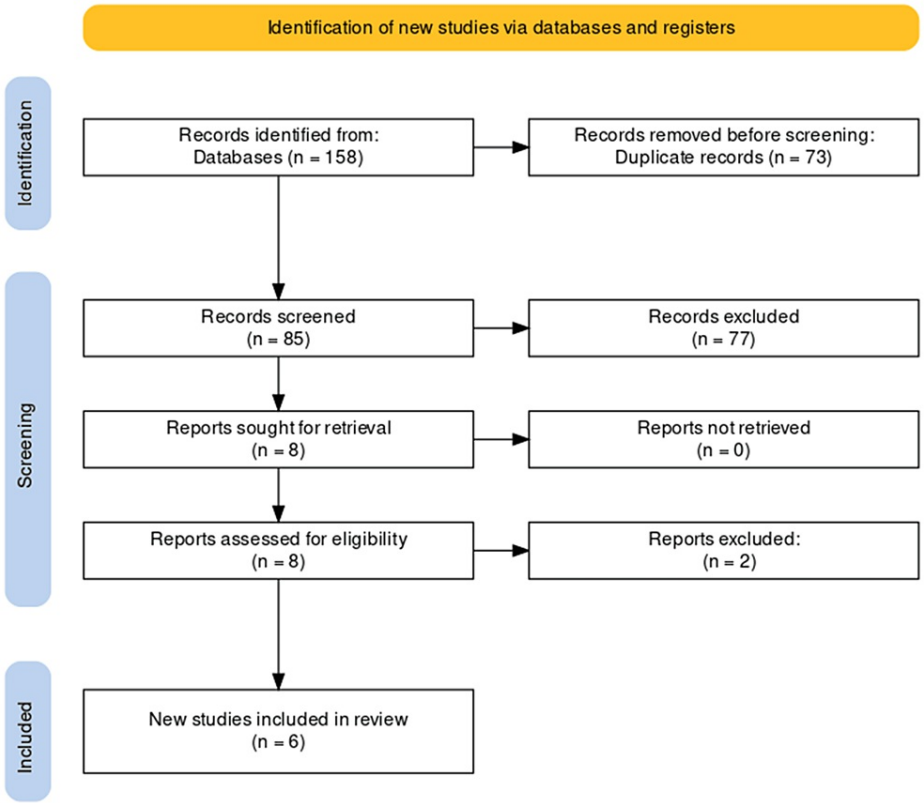 Identification of new studies via databases and registers
Identification
Records identified from:
Databases (n = 158)
Records removed before screening:
Duplicate records (n = 73)
Screening
Records screened
(n = 85)
Records excluded
(n = 77)
Reports sought for retrieval
(n = 8)
Reports not retrieved
(n = 0)
Reports assessed for eligibility
(n = 8)
Reports excluded:
(n = 2)
Included
New studies included in review
(n = 6)